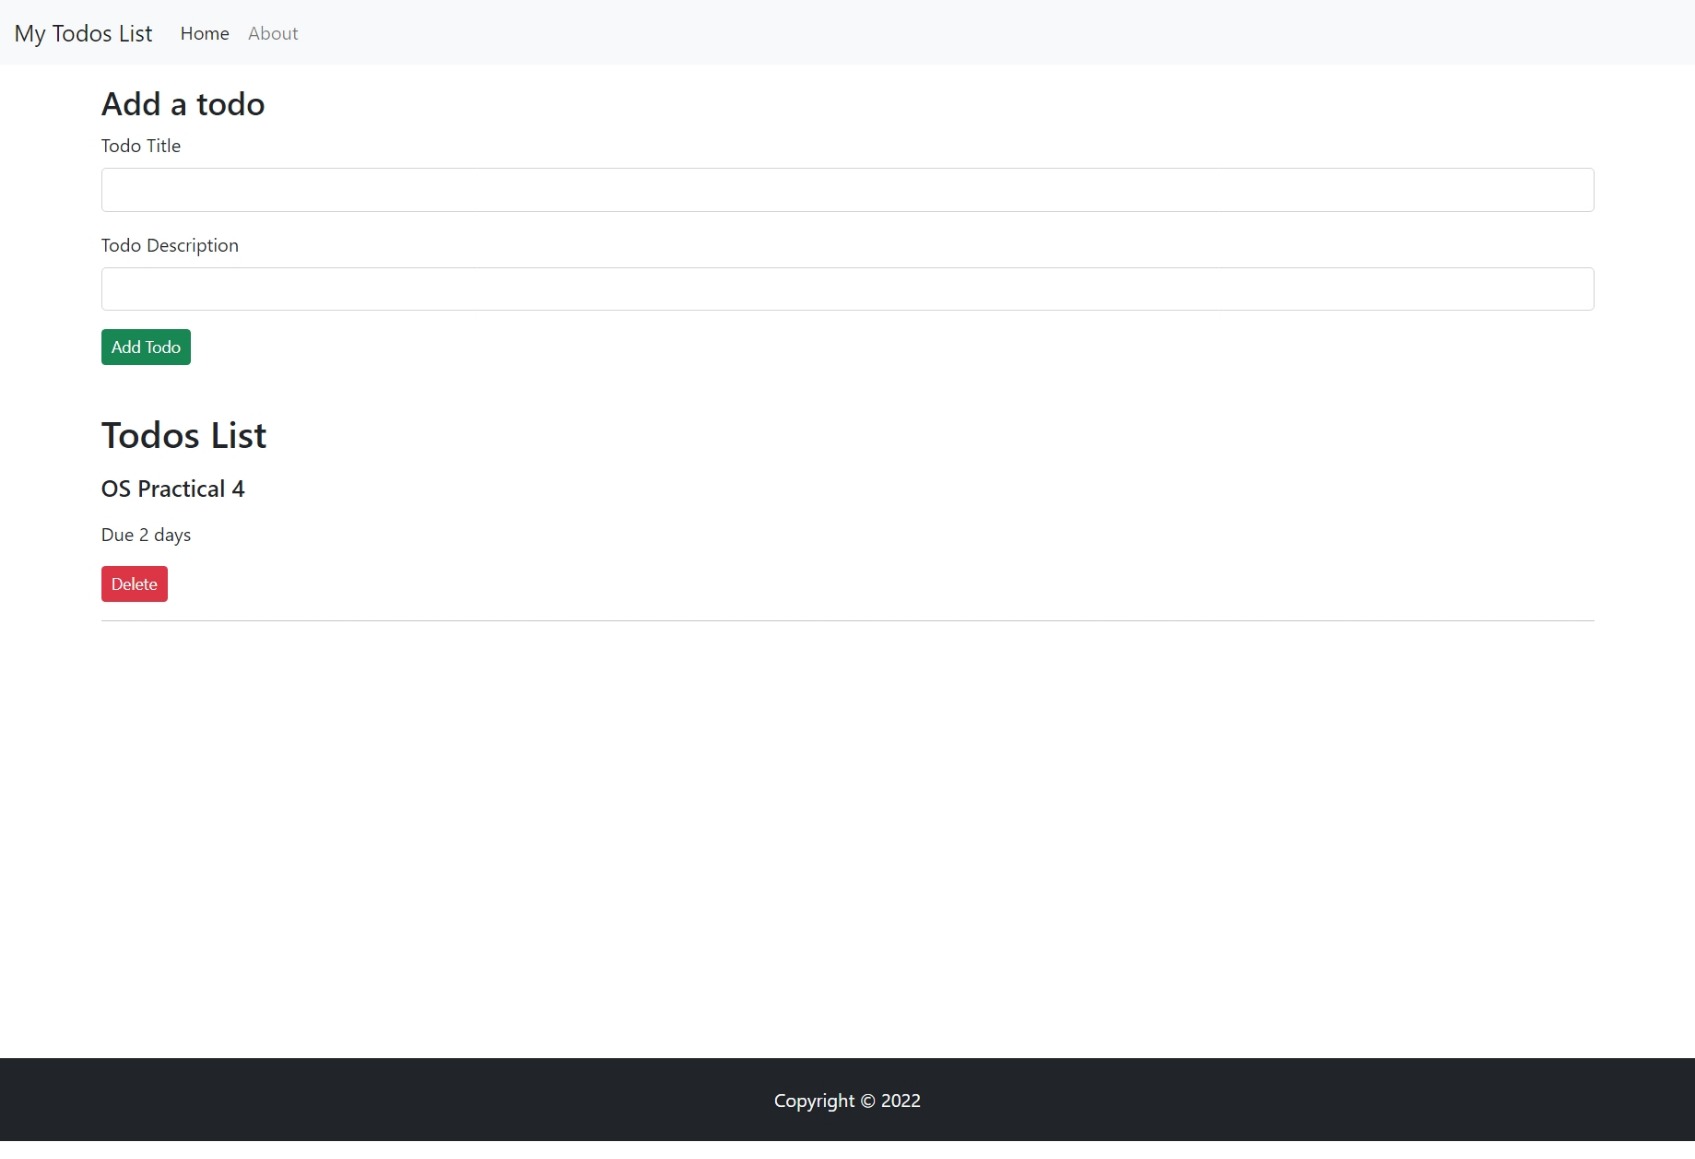 My Todos List Home About
Add a todo
Todo Title
Todo Description
Add Todo
Todos List
OS Practical 4
Due 2 days
Delete
Copyright © 2022